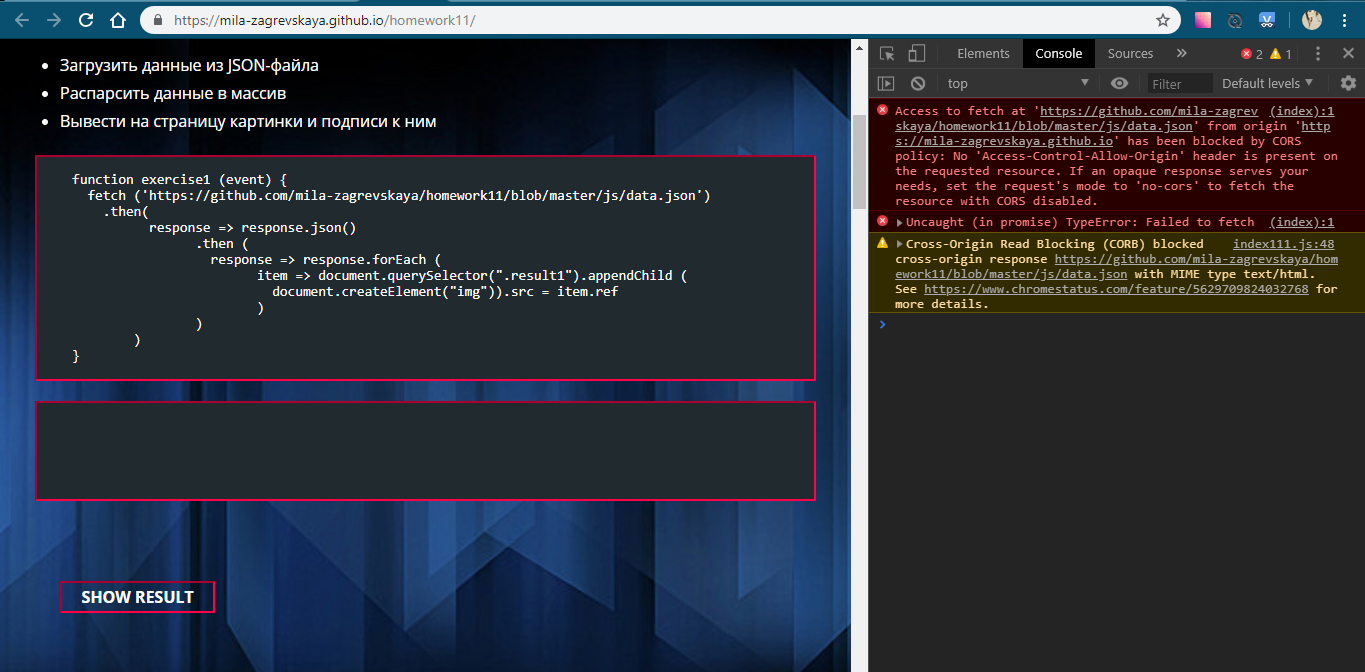 https://mila-zagrevskaya.github.io/homework11/
Загрузить данные из JSON-файла
Распарсить данные в массив
Вывести на страницу картинки и подписи к ним
function exercise1 (event) {
fetch ('https://github.com/mila-zagrevskaya/homework11/blob/master/js/data.json')
.then(
response => response.json()
.then (
response => response.forEach (
item => document.querySelector(".result1").appendChild (
document.createElement("img")).src = item.ref
)
)
)
}
SHOW RESULT
Elements Console Sources » 2 1
top Filter Default levels
Access to fetch at 'https://github.com/mila-zagrev (index):1
skaya/homework11/blob/master/js/data.json' from origin 'http
s://mila-zagrevskaya.github.io' has been blocked by CORS
policy: No 'Access-Control-Allow-Origin' header is present on
the requested resource. If an opaque response serves your
needs, set the request's mode to 'no-cors' to fetch the
resource with CORS disabled.
Uncaught (in promise) TypeError: Failed to fetch (index):1
Cross-Origin Read Blocking (CORB) blocked index111.js:48
cross-origin response https://github.com/mila-zagrevskaya/hom
ework11/blob/master/js/data.json with MIME type text/html.
See https://www.chromestatus.com/feature/5629709824032768 for
more details.